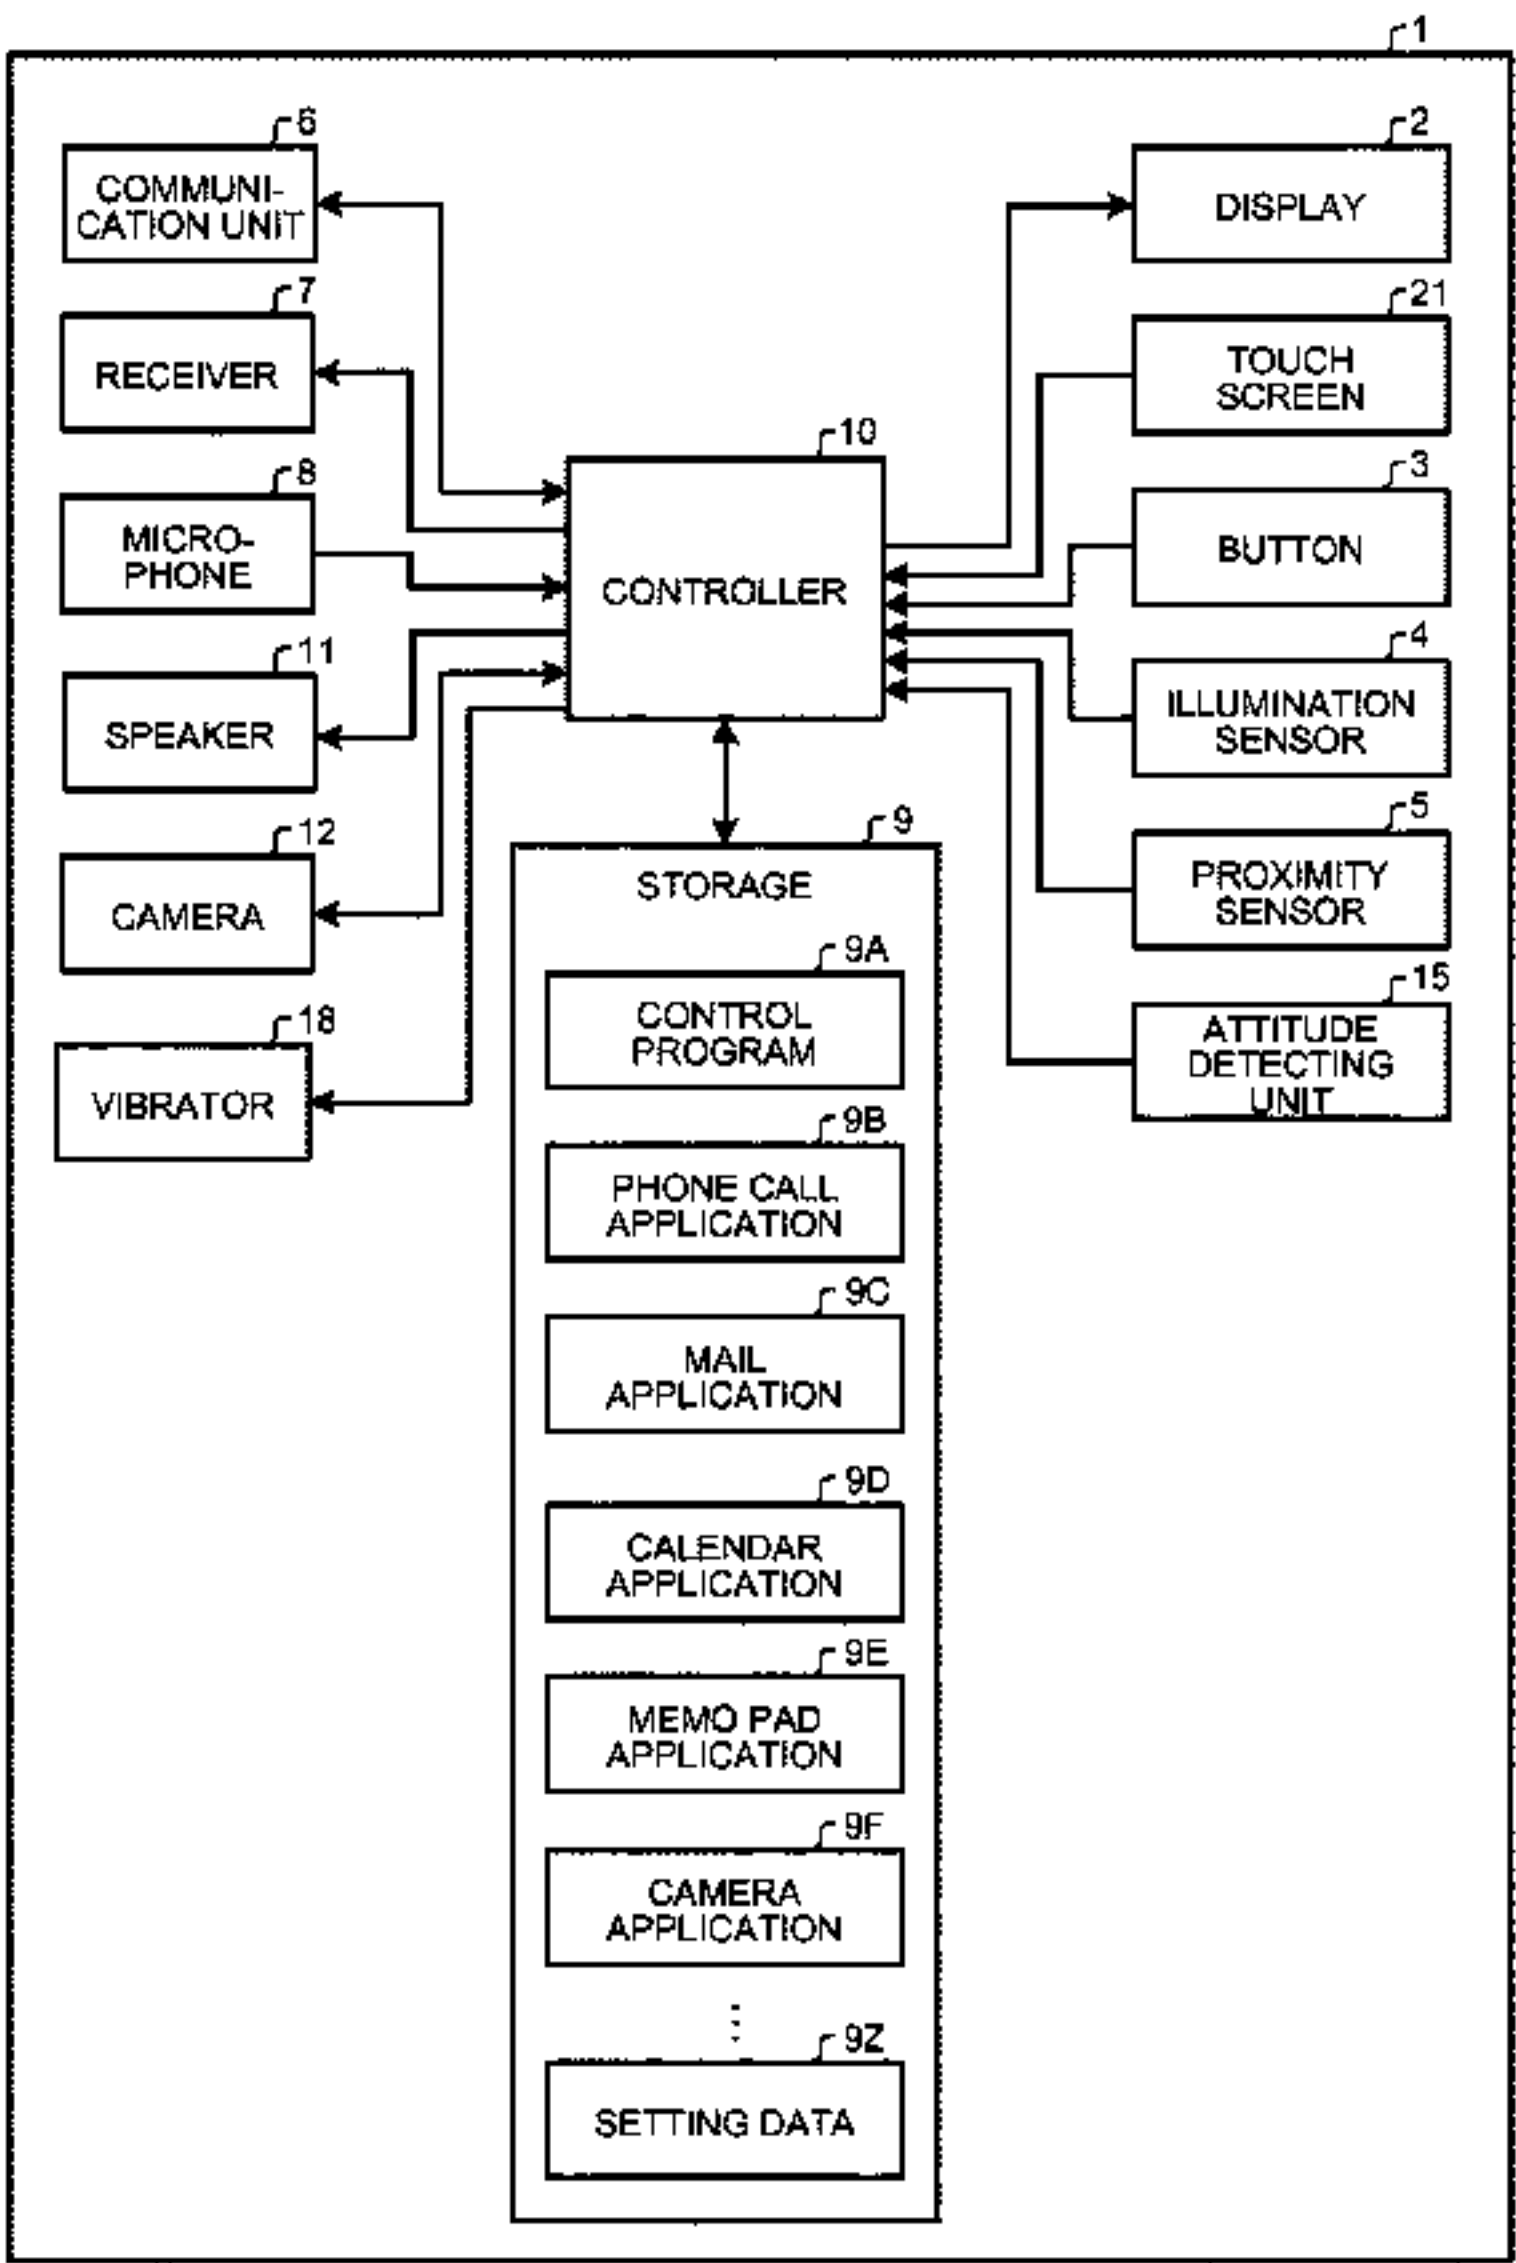 1
6
COMMUNI-
CATION UNIT
7
RECEIVER
8
MICRO-
PHONE
11
SPEAKER
12
CAMERA
18
VIBRATOR
10
CONTROLLER
2
DISPLAY
21
TOUCH
SCREEN
3
BUTTON
4
ILLUMINATION
SENSOR
5
PROXIMITY
SENSOR
15
ATTITUDE
DETECTING
UNIT
9
STORAGE
9A
CONTROL
PROGRAM
9B
PHONE CALL
APPLICATION
9C
MAIL
APPLICATION
9D
CALENDAR
APPLICATION
9E
MEMO PAD
APPLICATION
9F
CAMERA
APPLICATION
⋮
9Z
SETTING DATA